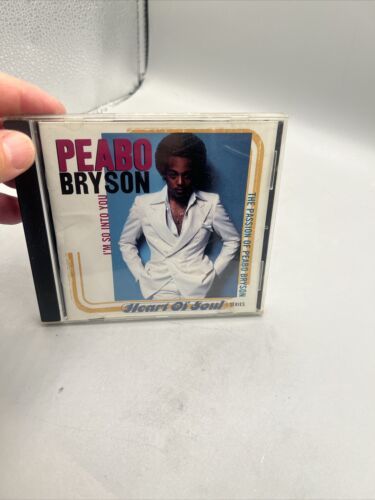 PEABO
BRYSON
I'M SO INTO YOU
THE PASSION OF PEABO BRYSON
Heart Of Soul
SERIES